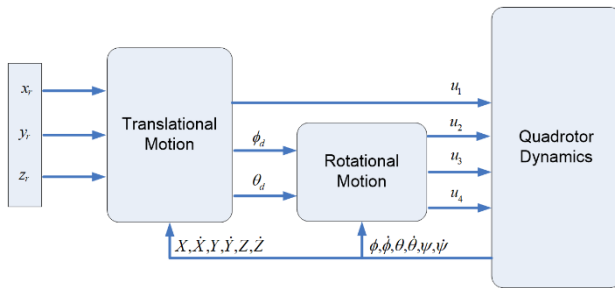 x_r
y_r
z_r
Translational
Motion
ϕ_d
θ_d
Rotational
Motion
u_1
u_2
u_3
u_4
Quadrotor
Dynamics
X,Ẋ,Y,Ẏ,Z,Ż
ϕ,ϕ̇,θ,θ̇,ψ,ψ̇